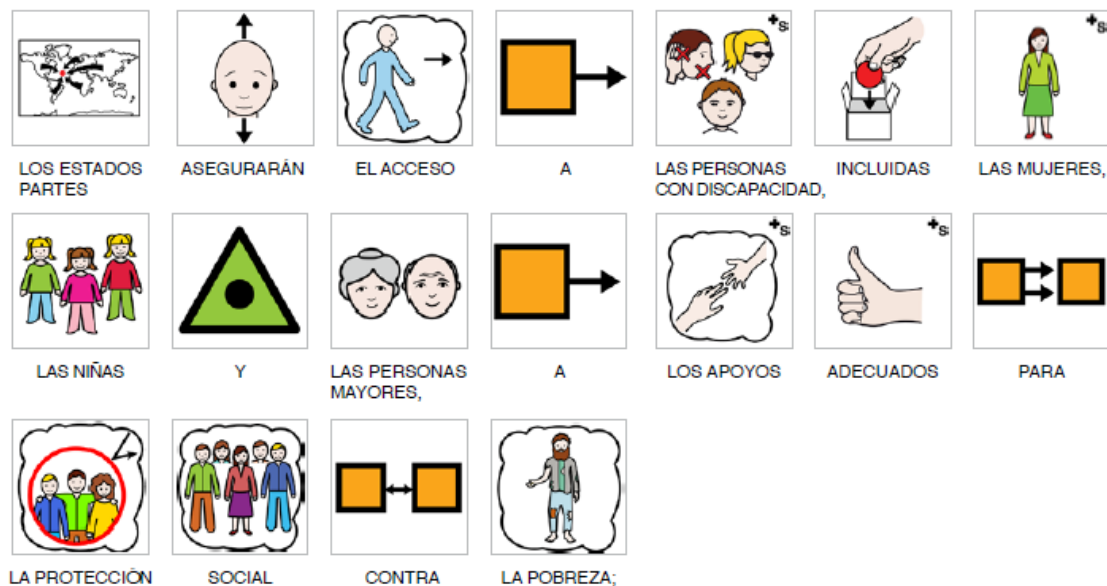 LOS ESTADOS PARTES ASEGURARÁN EL ACCESO A LAS PERSONAS CON DISCAPACIDAD, INCLUIDAS LAS MUJERES,
LAS NIÑAS Y LAS PERSONAS MAYORES, A LOS APOYOS ADECUADOS PARA
LA PROTECCIÓN SOCIAL CONTRA LA POBREZA;